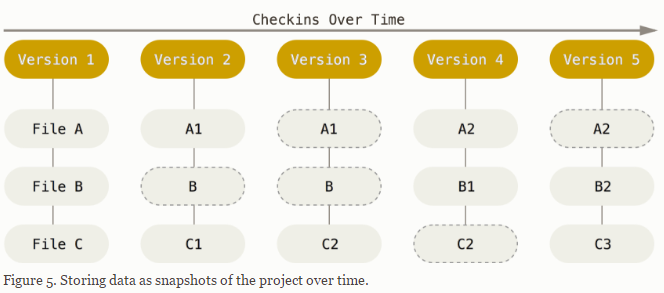 Checkins Over Time
Version 1 Version 2 Version 3 Version 4 Version 5
File A A1 A1 A2 A2
File B B B B1 B2
File C C1 C2 C2 C3
Figure 5. Storing data as snapshots of the project over time.